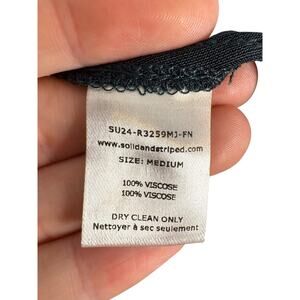 SU24-R3259MJ-FN
www.solidandstriped.com
SIZE: MEDIUM
100% VISCOSE
100% VISCOSE
DRY CLEAN ONLY
Nettoyer à sec seulement